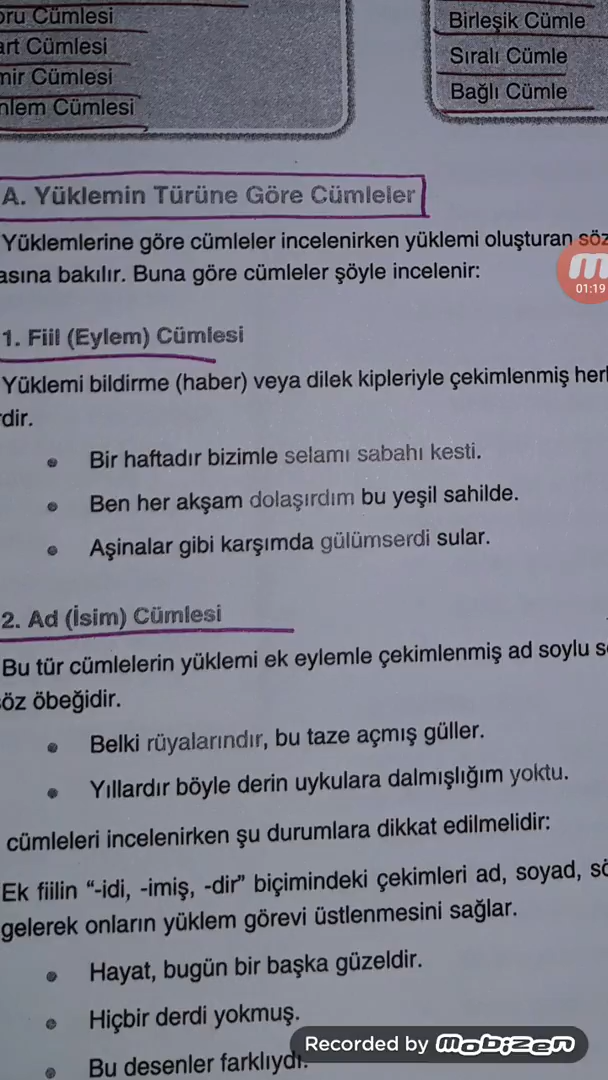 oru Cümlesi
art Cümlesi
mir Cümlesi
nlem Cümlesi
Birleşik Cümle
Sıralı Cümle
Bağlı Cümle
A. Yüklemin Türüne Göre Cümleler
Yüklemlerine göre cümleler incelenirken yüklemi oluşturan söz
asına bakılır. Buna göre cümleler şöyle incelenir:
01:19
1. Fiil (Eylem) Cümlesi
Yüklemi bildirme (haber) veya dilek kipleriyle çekimlenmiş her
dir.
Bir haftadır bizimle selamı sabahı kesti.
Ben her akşam dolaşırdım bu yeşil sahilde.
Aşinalar gibi karşımda gülümserdi sular.
2. Ad (İsim) Cümlesi
Bu tür cümlelerin yüklemi ek eylemle çekimlenmiş ad soylu s
söz öbeğidir.
Belki rüyalarındır, bu taze açmış güller.
Yıllardır böyle derin uykulara dalmışlığım yoktu.
cümleleri incelenirken şu durumlara dikkat edilmelidir:
Ek fiilin “-idi, -imiş, -dir” biçimindeki çekimleri ad, soyad, sö
gelerek onların yüklem görevi üstlenmesini sağlar.
Hayat, bugün bir başka güzeldir.
Hiçbir derdi yokmuş.
Bu desenler farklıydı.
Recorded by Mobizen